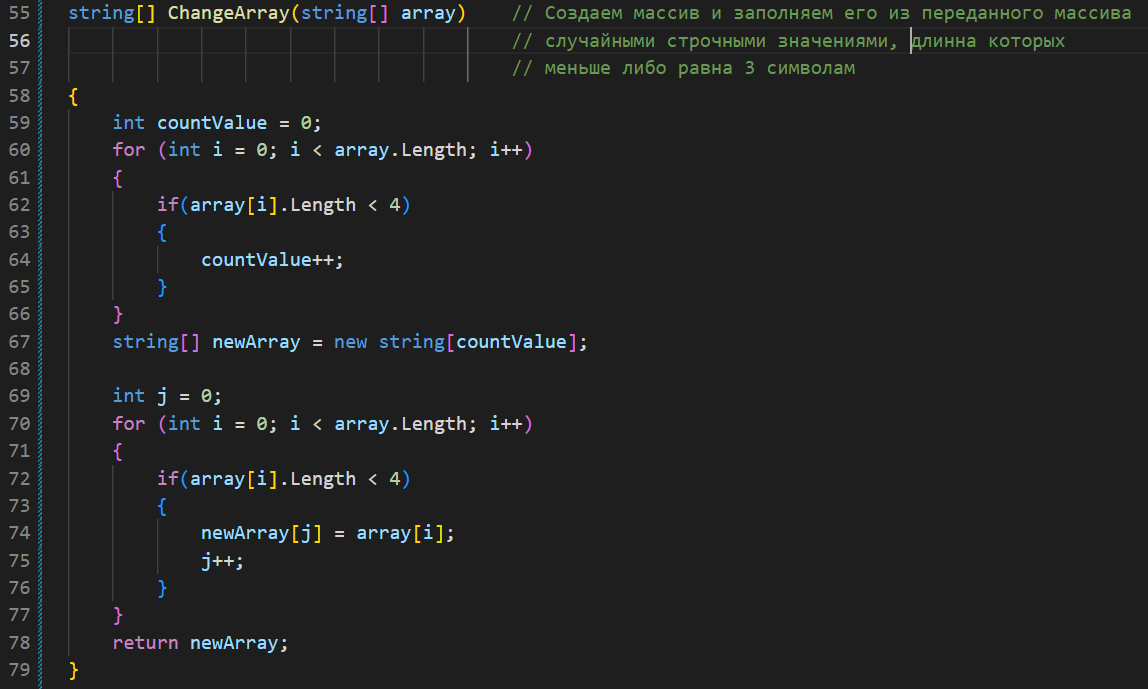 55 string[] ChangeArray(string[] array) // Создаем массив и заполняем его из переданного массива
56 // случайными строчными значениями, длинна которых
57 // меньше либо равна 3 символам
58 {
59 int countValue = 0;
60 for (int i = 0; i < array.Length; i++)
61 {
62 if(array[i].Length < 4)
63 {
64 countValue++;
65 }
66 }
67 string[] newArray = new string[countValue];
68
69 int j = 0;
70 for (int i = 0; i < array.Length; i++)
71 {
72 if(array[i].Length < 4)
73 {
74 newArray[j] = array[i];
75 j++;
76 }
77 }
78 return newArray;
79 }